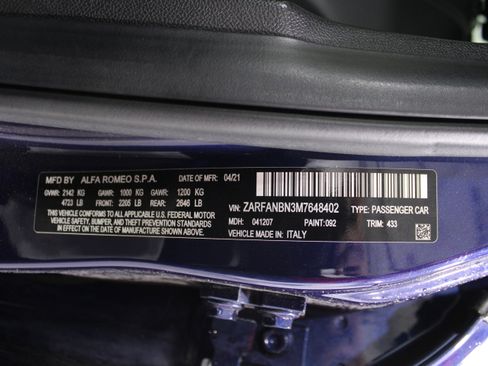 MFD BY ALFA ROMEO S.P.A. DATE OF MFR 04/21
GVWR: 2142 KG GAWR: 1000 KG GAWR: 1200 KG
4723 LB FRONT: 2205 LB REAR: 2646 LB
THIS VEHICLE CONFORMS TO ALL APPLICABLE U.S. FEDERAL MOTOR
VEHICLE SAFETY, BUMPER, AND THEFT PREVENTION STANDARDS
IN EFFECT ON THE DATE OF MANUFACTURE SHOWN ABOVE.
VIN: ZARFANBN3M7648402 TYPE: PASSENGER CAR
MDH: 041207 PAINT: 092 TRIM: 433
MADE IN: ITALY